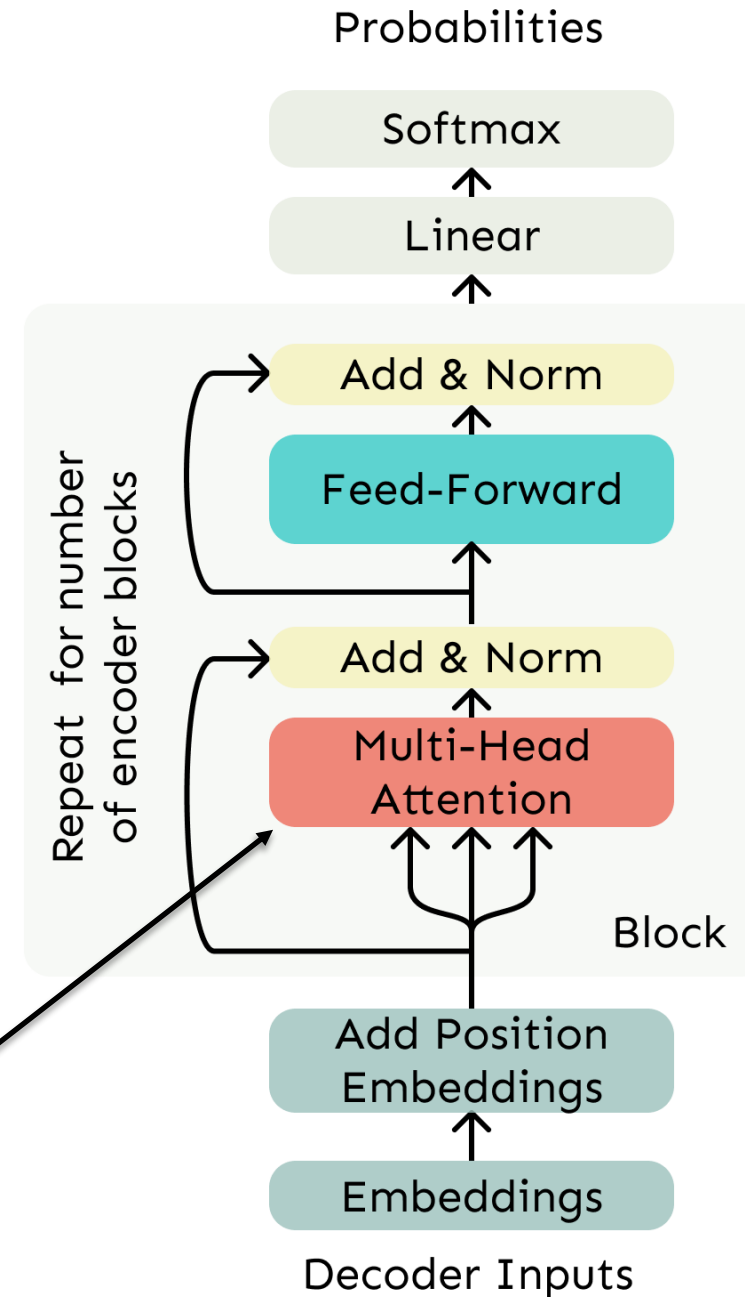 Probabilities
Softmax
Linear
Add & Norm
Feed-Forward
Repeat for number
of encoder blocks
Add & Norm
Multi-Head
Attention
Block
Add Position
Embeddings
Embeddings
Decoder Inputs